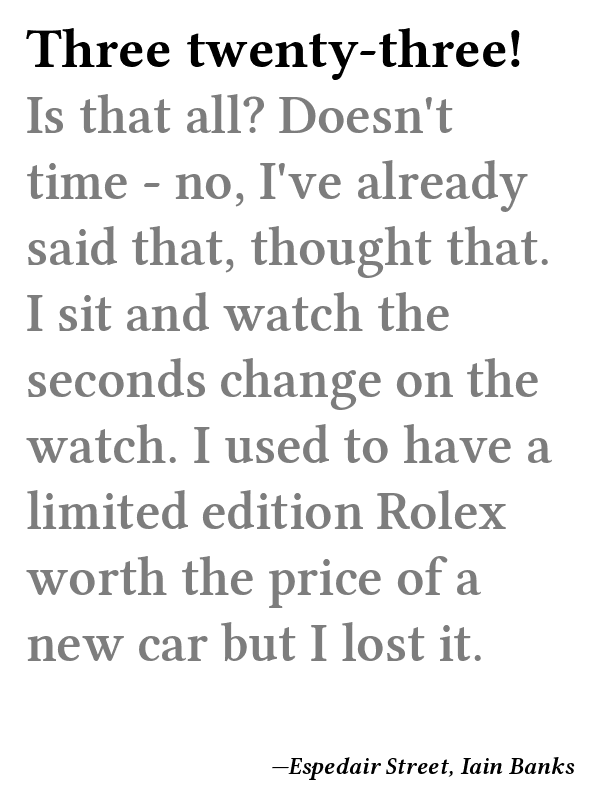 Three twenty-three!
Is that all? Doesn't
time - no, I've already
said that, thought that.
I sit and watch the
seconds change on the
watch. I used to have a
limited edition Rolex
worth the price of a
new car but I lost it.
—Espedair Street, Iain Banks